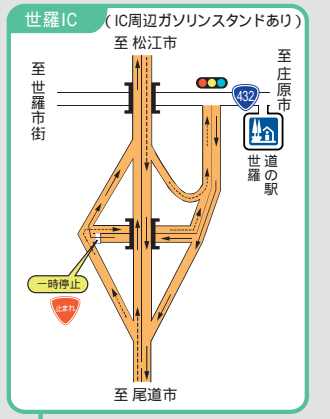 世羅IC (IC周辺ガソリンスタンドあり)
至 松江市
至 世羅市街
432
至 庄原市
道の駅
世羅
一時停止
止まれ
至 尾道市